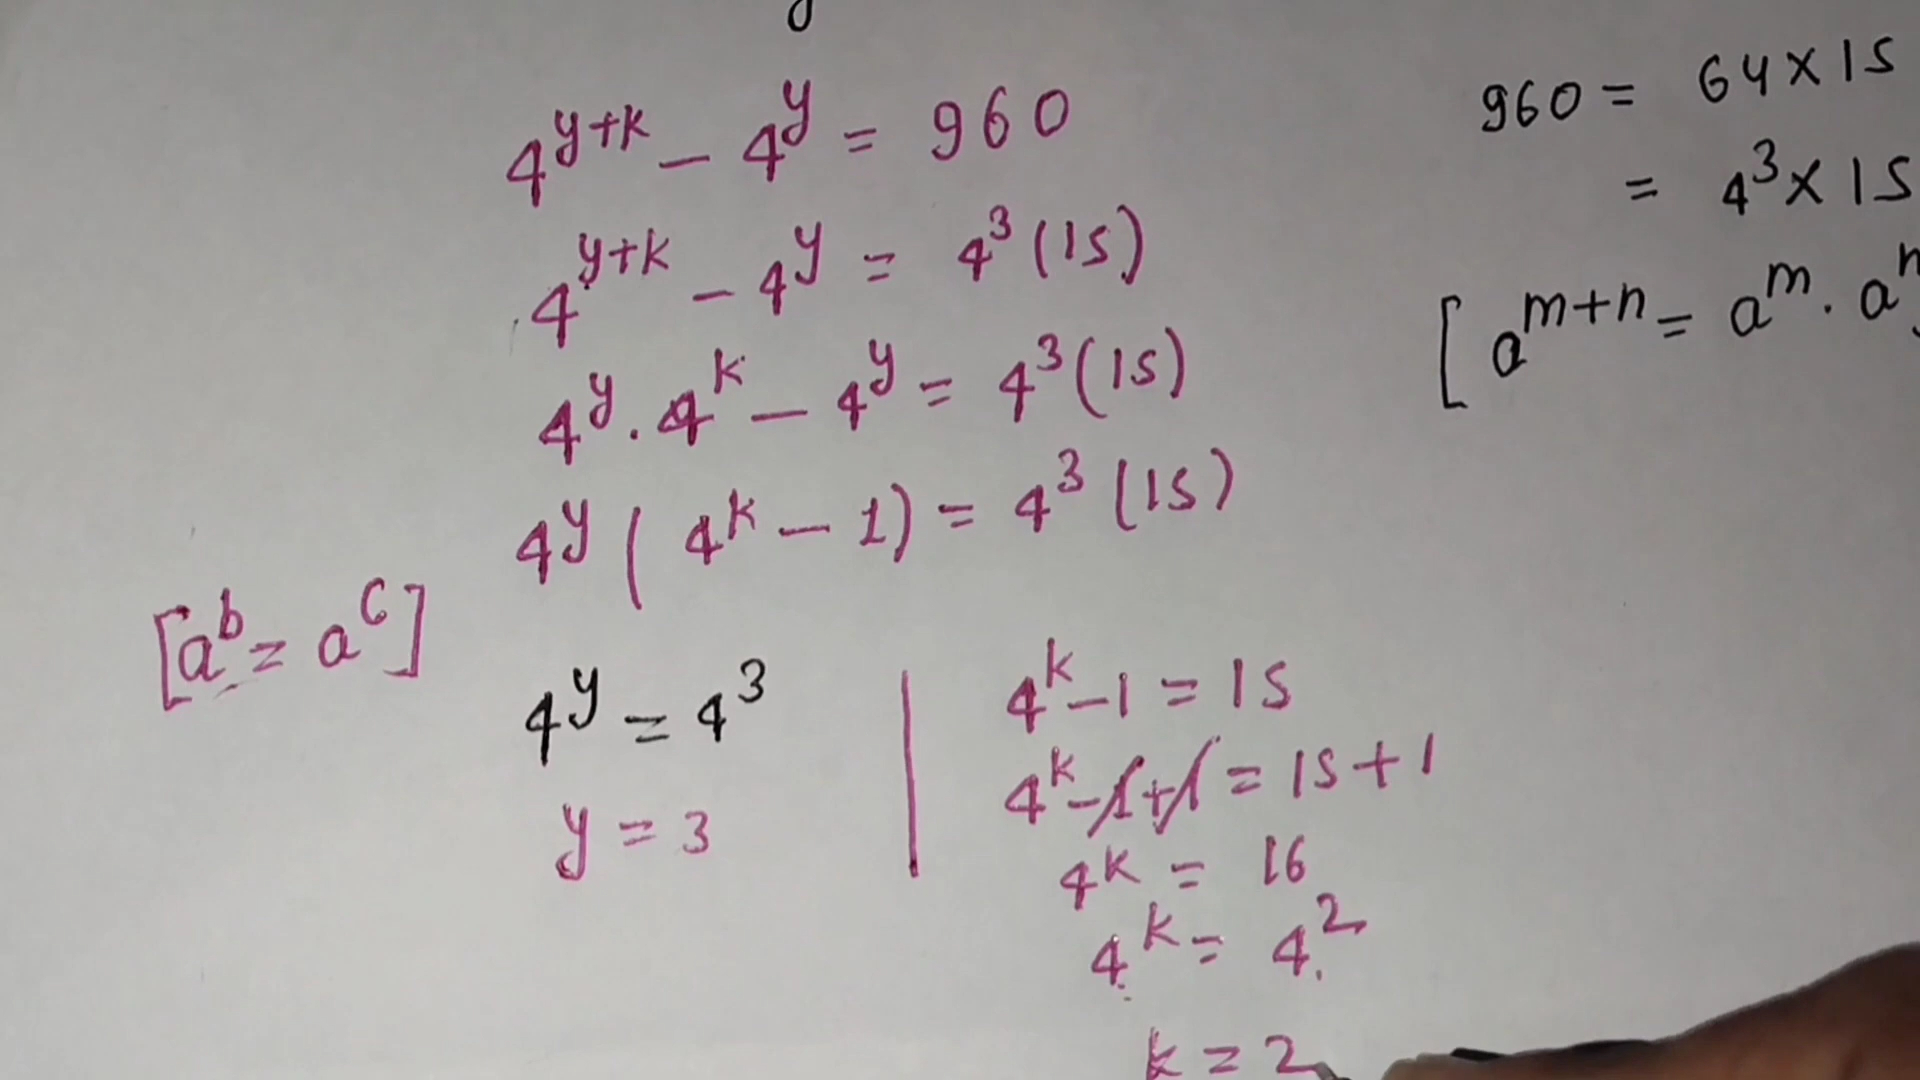 4^{y+k} - 4^y = 960
4^{y+k} - 4^y = 4^3 (15)
4^y . 4^k - 4^y = 4^3 (15)
4^y ( 4^k - 1) = 4^3 (15)
[a^b = a^c]
4^y = 4^3
y = 3
4^k - 1 = 15
4^k - 1 + 1 = 15 + 1
4^k = 16
4^k = 4^2
k = 2
960 = 64 × 15
= 4^3 × 15
[ a^{m+n} = a^m . a^n